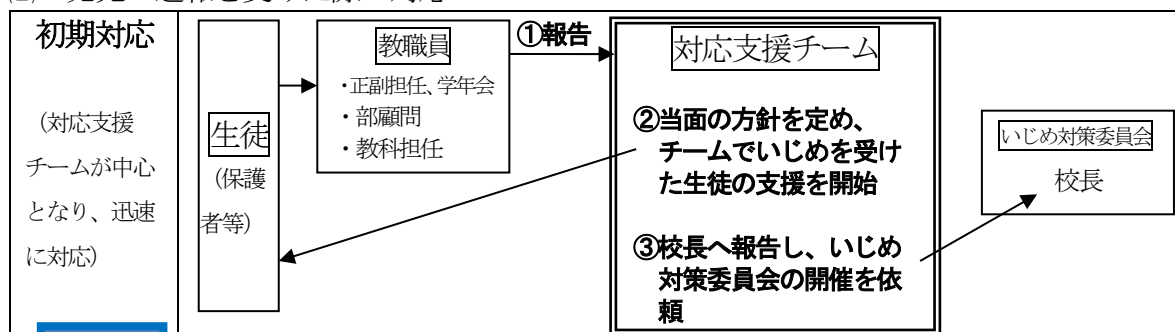 初期対応
(対応支援
チームが中心
となり、迅速
に対応)
生徒
(保護
者等)
教職員
・正副担任、学年会
・部顧問
・教科担任
①報告
対応支援チーム
②当面の方針を定め、
チームでいじめを受け
た生徒の支援を開始
③校長へ報告し、いじめ
対策委員会の開催を依
頼
いじめ対策委員会
校長